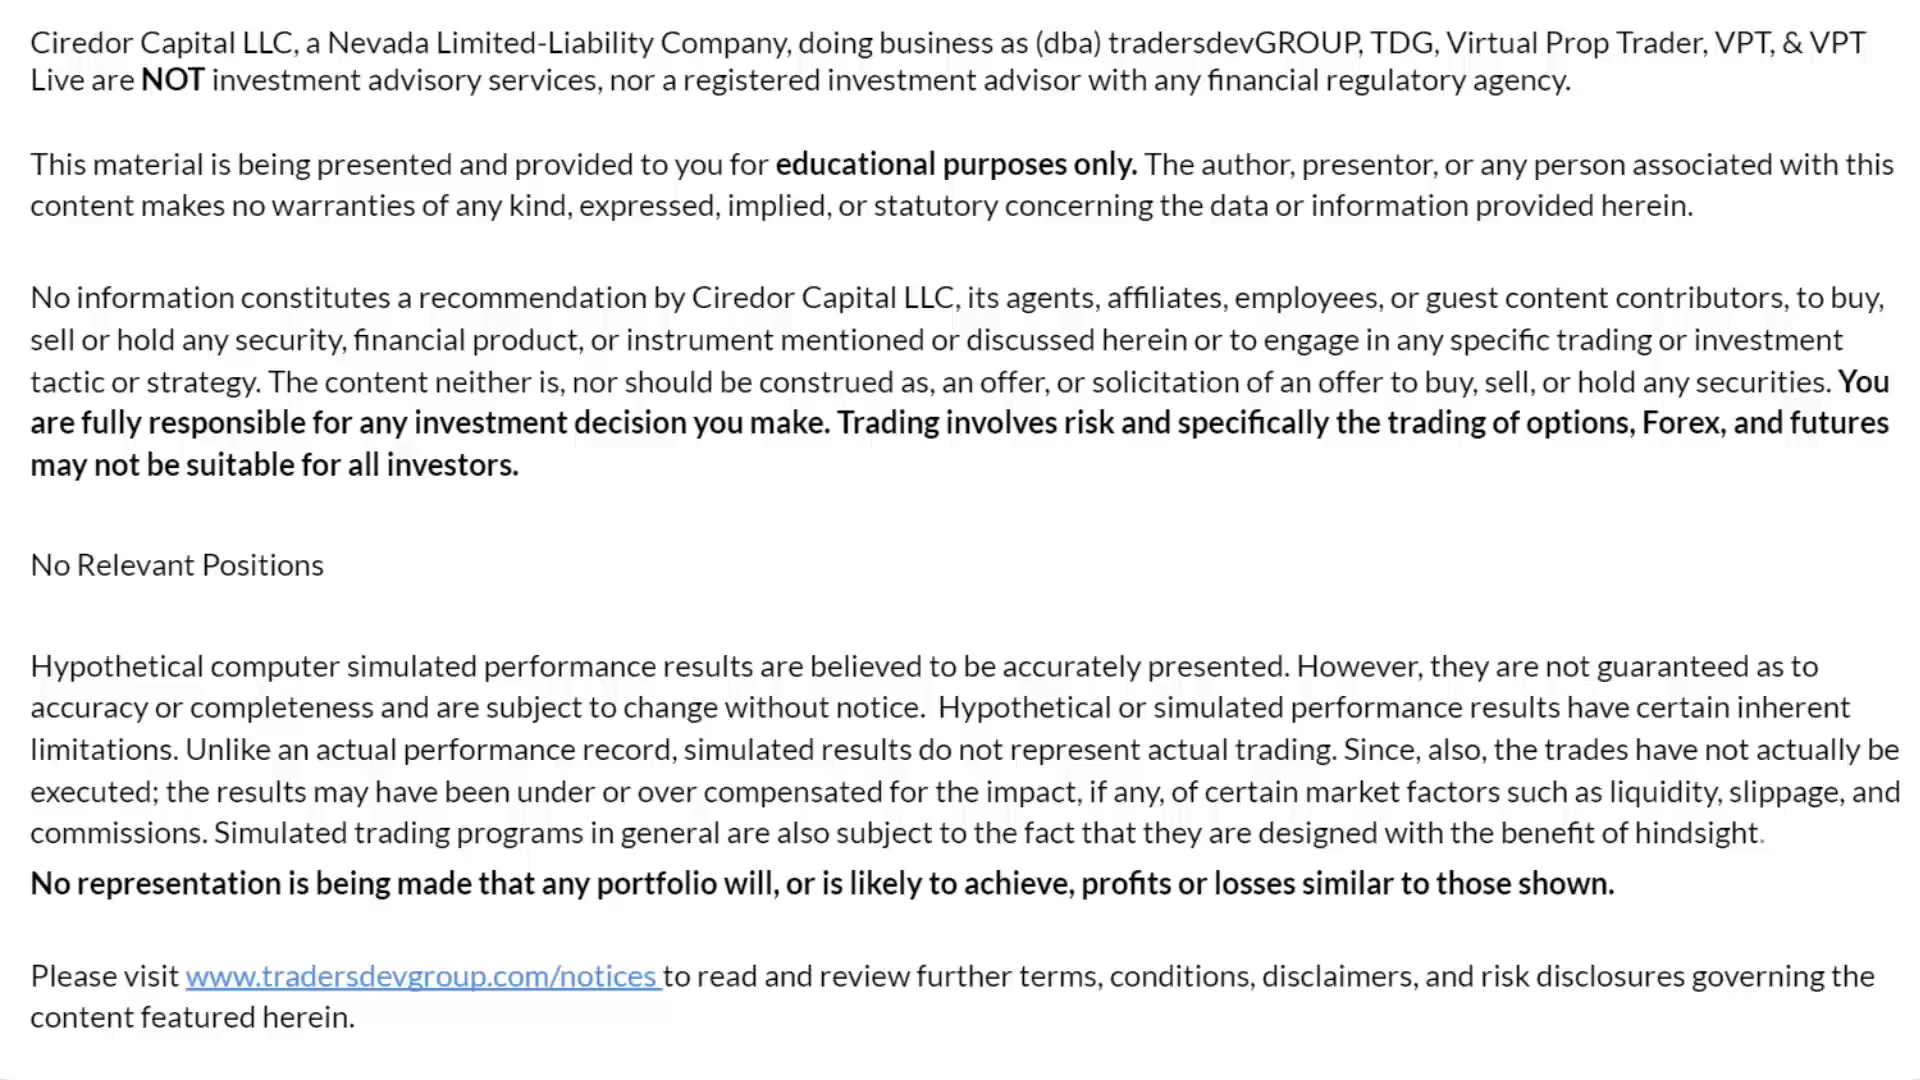 Ciredor Capital LLC, a Nevada Limited-Liability Company, doing business as (dba) tradersdevGROUP, TDG, Virtual Prop Trader, VPT, & VPT
Live are NOT investment advisory services, nor a registered investment advisor with any financial regulatory agency.
This material is being presented and provided to you for educational purposes only. The author, presentor, or any person associated with this
content makes no warranties of any kind, expressed, implied, or statutory concerning the data or information provided herein.
No information constitutes a recommendation by Ciredor Capital LLC, its agents, affiliates, employees, or guest content contributors, to buy,
sell or hold any security, financial product, or instrument mentioned or discussed herein or to engage in any specific trading or investment
tactic or strategy. The content neither is, nor should be construed as, an offer, or solicitation of an offer to buy, sell, or hold any securities. You
are fully responsible for any investment decision you make. Trading involves risk and specifically the trading of options, Forex, and futures
may not be suitable for all investors.
No Relevant Positions
Hypothetical computer simulated performance results are believed to be accurately presented. However, they are not guaranteed as to
accuracy or completeness and are subject to change without notice. Hypothetical or simulated performance results have certain inherent
limitations. Unlike an actual performance record, simulated results do not represent actual trading. Since, also, the trades have not actually be
executed; the results may have been under or over compensated for the impact, if any, of certain market factors such as liquidity, slippage, and
commissions. Simulated trading programs in general are also subject to the fact that they are designed with the benefit of hindsight.
No representation is being made that any portfolio will, or is likely to achieve, profits or losses similar to those shown.
Please visit www.tradersdevgroup.com/notices to read and review further terms, conditions, disclaimers, and risk disclosures governing the
content featured herein.